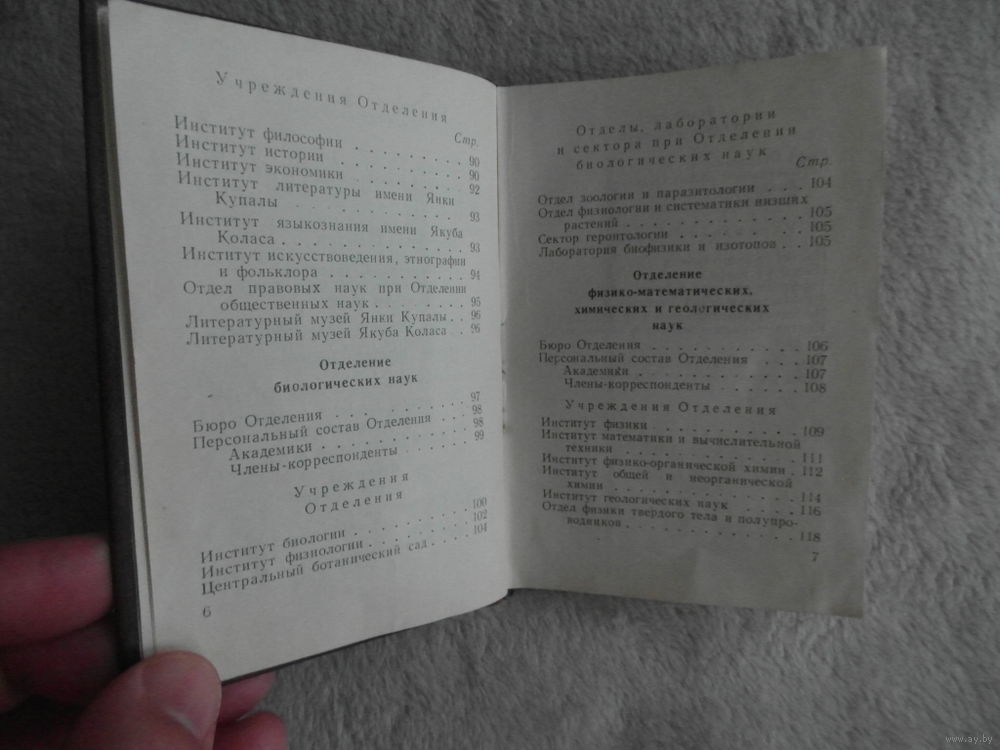 Учреждения Отделения
Стр.
Институт философии . . . . . . . . . 90
Институт истории . . . . . . . . . . 90
Институт экономики . . . . . . . . . 92
Институт литературы имени Янки
Купалы . . . . . . . . . . . . 93
Институт языкознания имени Якуба
Коласа . . . . . . . . . . . . 93
Институт искусствоведения, этнографии
и фольклора . . . . . . . . . . 94
Отдел правовых наук при Отделении
общественных наук . . . . . . . 95
Литературный музей Янки Купалы . . 96
Литературный музей Якуба Коласа . . 96
Отделение
биологических наук
Бюро Отделения . . . . . . . . . . 97
Персональный состав Отделения . . . 98
Академики . . . . . . . . . . . 98
Члены-корреспонденты . . . . . . 99
Учреждения
Отделения
Институт биологии . . . . . . . . . 100
Институт физиологии . . . . . . . . 102
Центральный ботанический сад . . . . 104
6
Отделы, лаборатории
и сектора при Отделении
биологических наук
Стр.
Отдел зоологии и паразитологии . . . 104
Отдел физиологии и систематики низших
растений . . . . . . . . . . . 105
Сектор геронтологии . . . . . . . . 105
Лаборатория биофизики и изотопов . . 105
Отделение
физико-математических,
химических и геологических
наук
Бюро Отделения . . . . . . . . . . 106
Персональный состав Отделения . . . 107
Академики . . . . . . . . . . . 107
Члены-корреспонденты . . . . . . 108
Учреждения Отделения
Институт физики . . . . . . . . . . 109
Институт математики и вычислительной
техники . . . . . . . . . . . . 111
Институт физико-органической химии . 112
Институт общей и неорганической
химии . . . . . . . . . . . . . 114
Институт геологических наук . . . . 116
Отдел физики твердого тела и полупро-
водников . . . . . . . . . . . . 118
7
www.ay.by